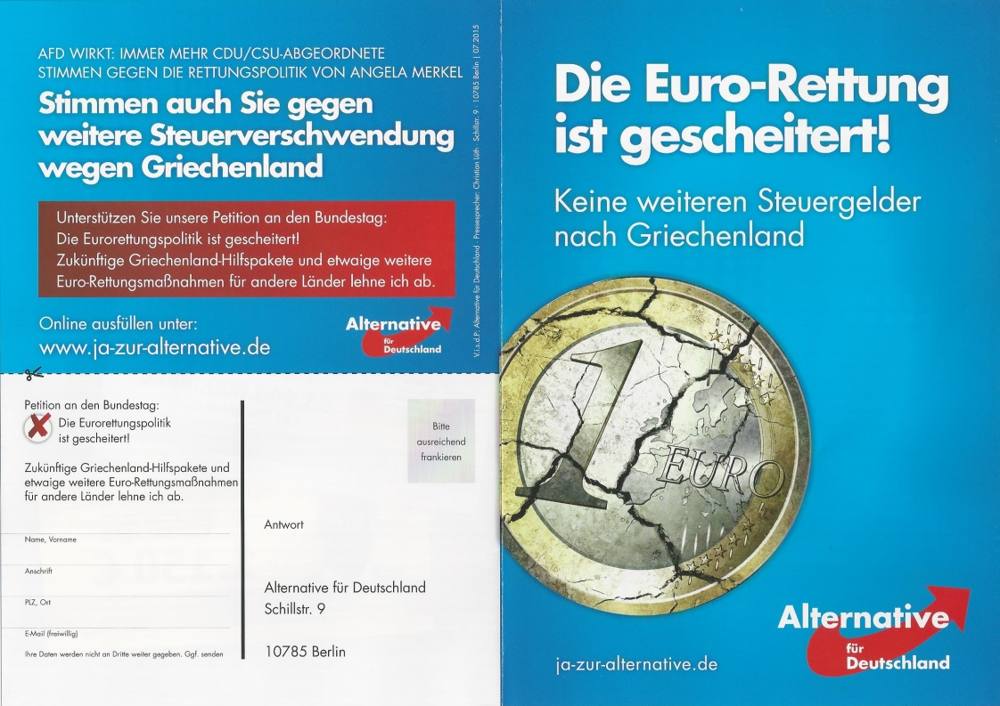 AFD WIRKT: IMMER MEHR CDU/CSU-ABGEORDNETE
STIMMEN GEGEN DIE RETTUNGSPOLITIK VON ANGELA MERKEL
Stimmen auch Sie gegen
weitere Steuerverschwendung
wegen Griechenland
Unterstützen Sie unsere Petition an den Bundestag:
Die Eurorettungspolitik ist gescheitert!
Zukünftige Griechenland-Hilfspakete und etwaige weitere
Euro-Rettungsmaßnahmen für andere Länder lehne ich ab.
Online ausfüllen unter:
www.ja-zur-alternative.de
Alternative
für
Deutschland
V.i.s.d.P. Alternative für Deutschland · Pressesprecher: Christian Lüth · Schillstr. 9 · 10785 Berlin | 07.2015
Petition an den Bundestag:
Die Eurorettungspolitik
ist gescheitert!
Zukünftige Griechenland-Hilfspakete und
etwaige weitere Euro-Rettungsmaßnahmen
für andere Länder lehne ich ab.
Name, Vorname
Anschrift
PLZ, Ort
E-Mail (freiwillig)
Ihre Daten werden nicht an Dritte weiter gegeben. Ggf. senden
Bitte
ausreichend
frankieren
Antwort
Alternative für Deutschland
Schillstr. 9
10785 Berlin
Die Euro-Rettung
ist gescheitert!
Keine weiteren Steuergelder
nach Griechenland
1
EURO
ja-zur-alternative.de
Alternative
für
Deutschland